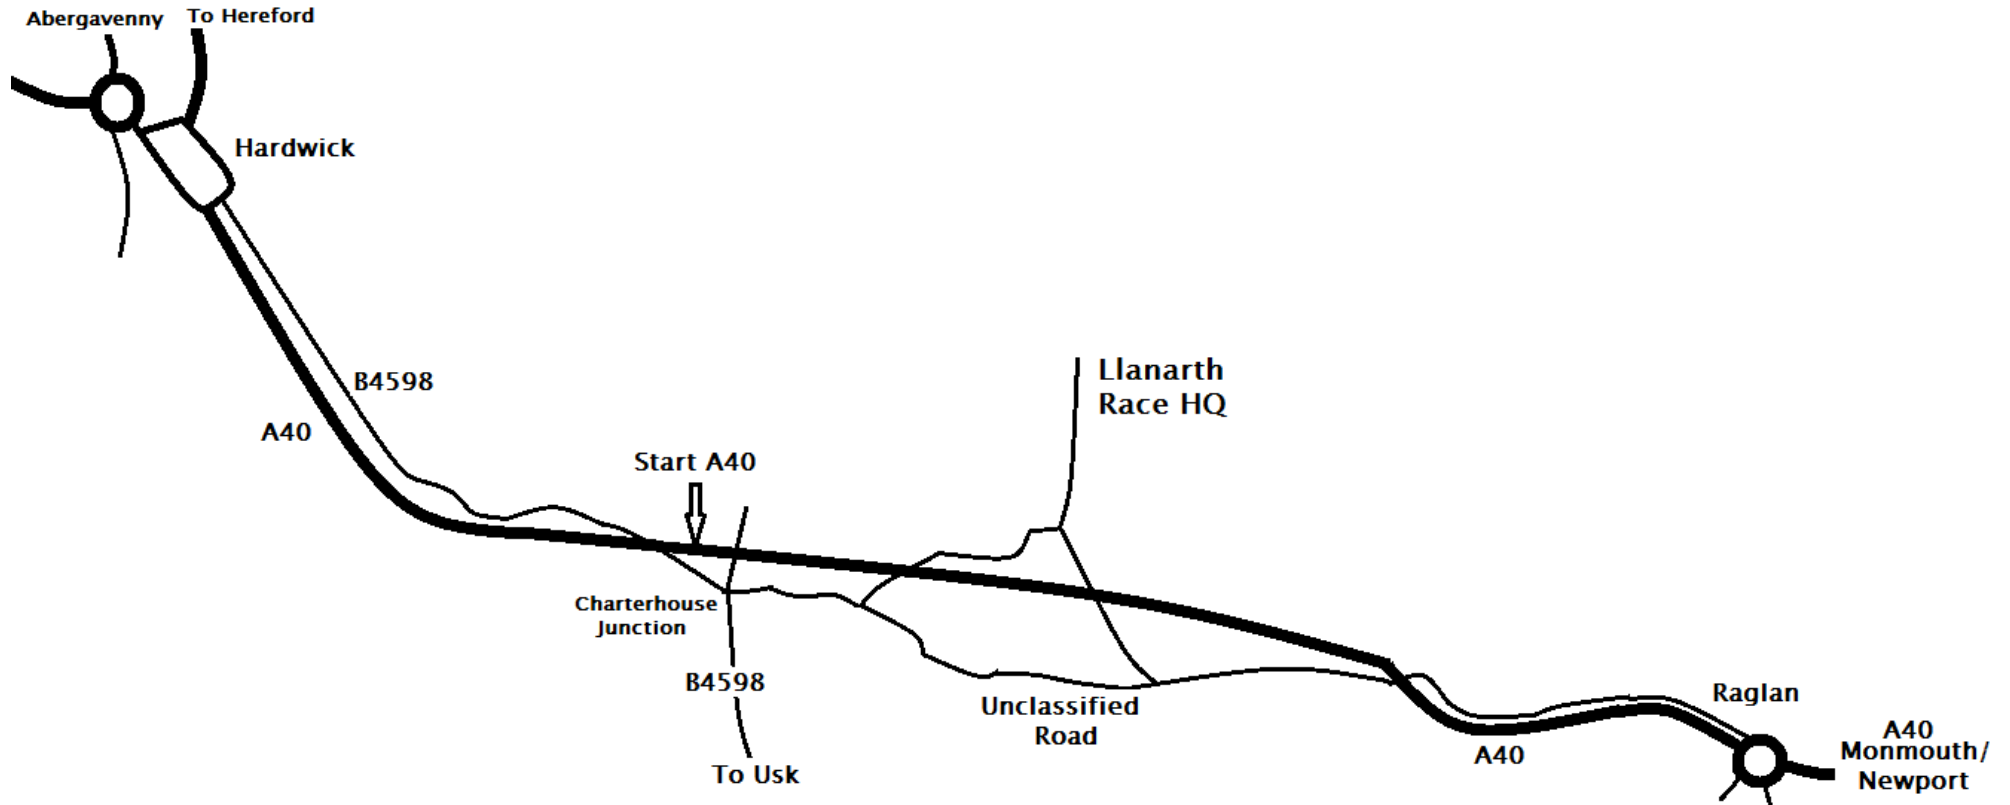 Abergavenny
To Hereford
Hardwick
B4598
A40
Start A40
Llanarth
Race HQ
Charterhouse
Junction
B4598
To Usk
Unclassified
Road
Raglan
A40
A40
Monmouth/
Newport